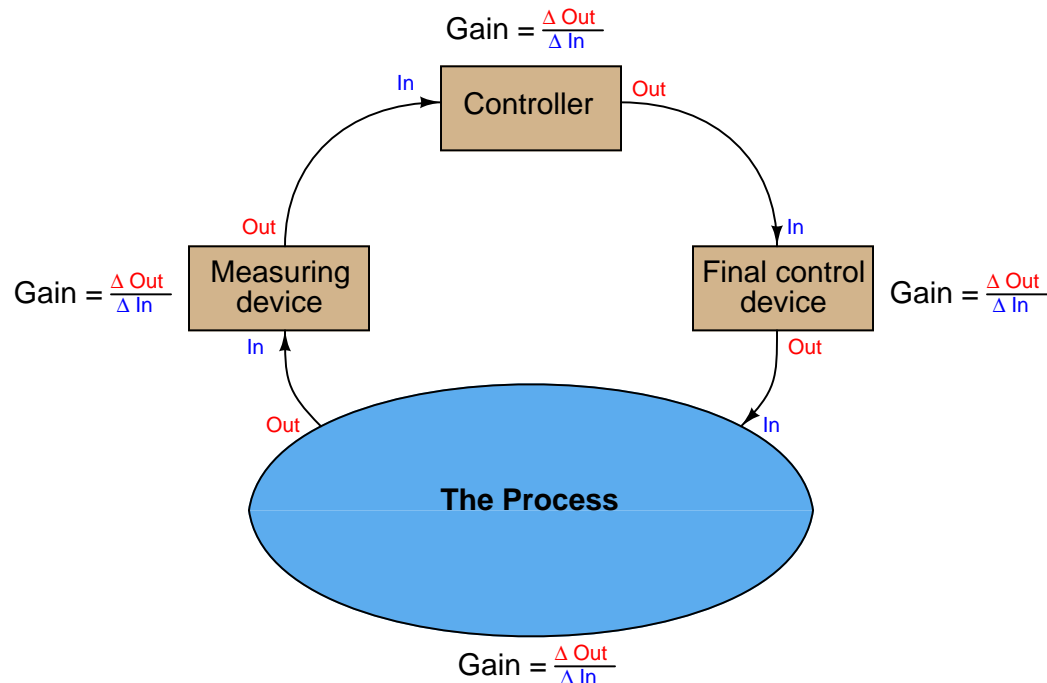 Gain = Δ Out / Δ In
In
Controller
Out
Out
In
Gain = Δ Out / Δ In
Measuring
device
Final control
device
Gain = Δ Out / Δ In
In
Out
Out
In
The Process
Gain = Δ Out / Δ In